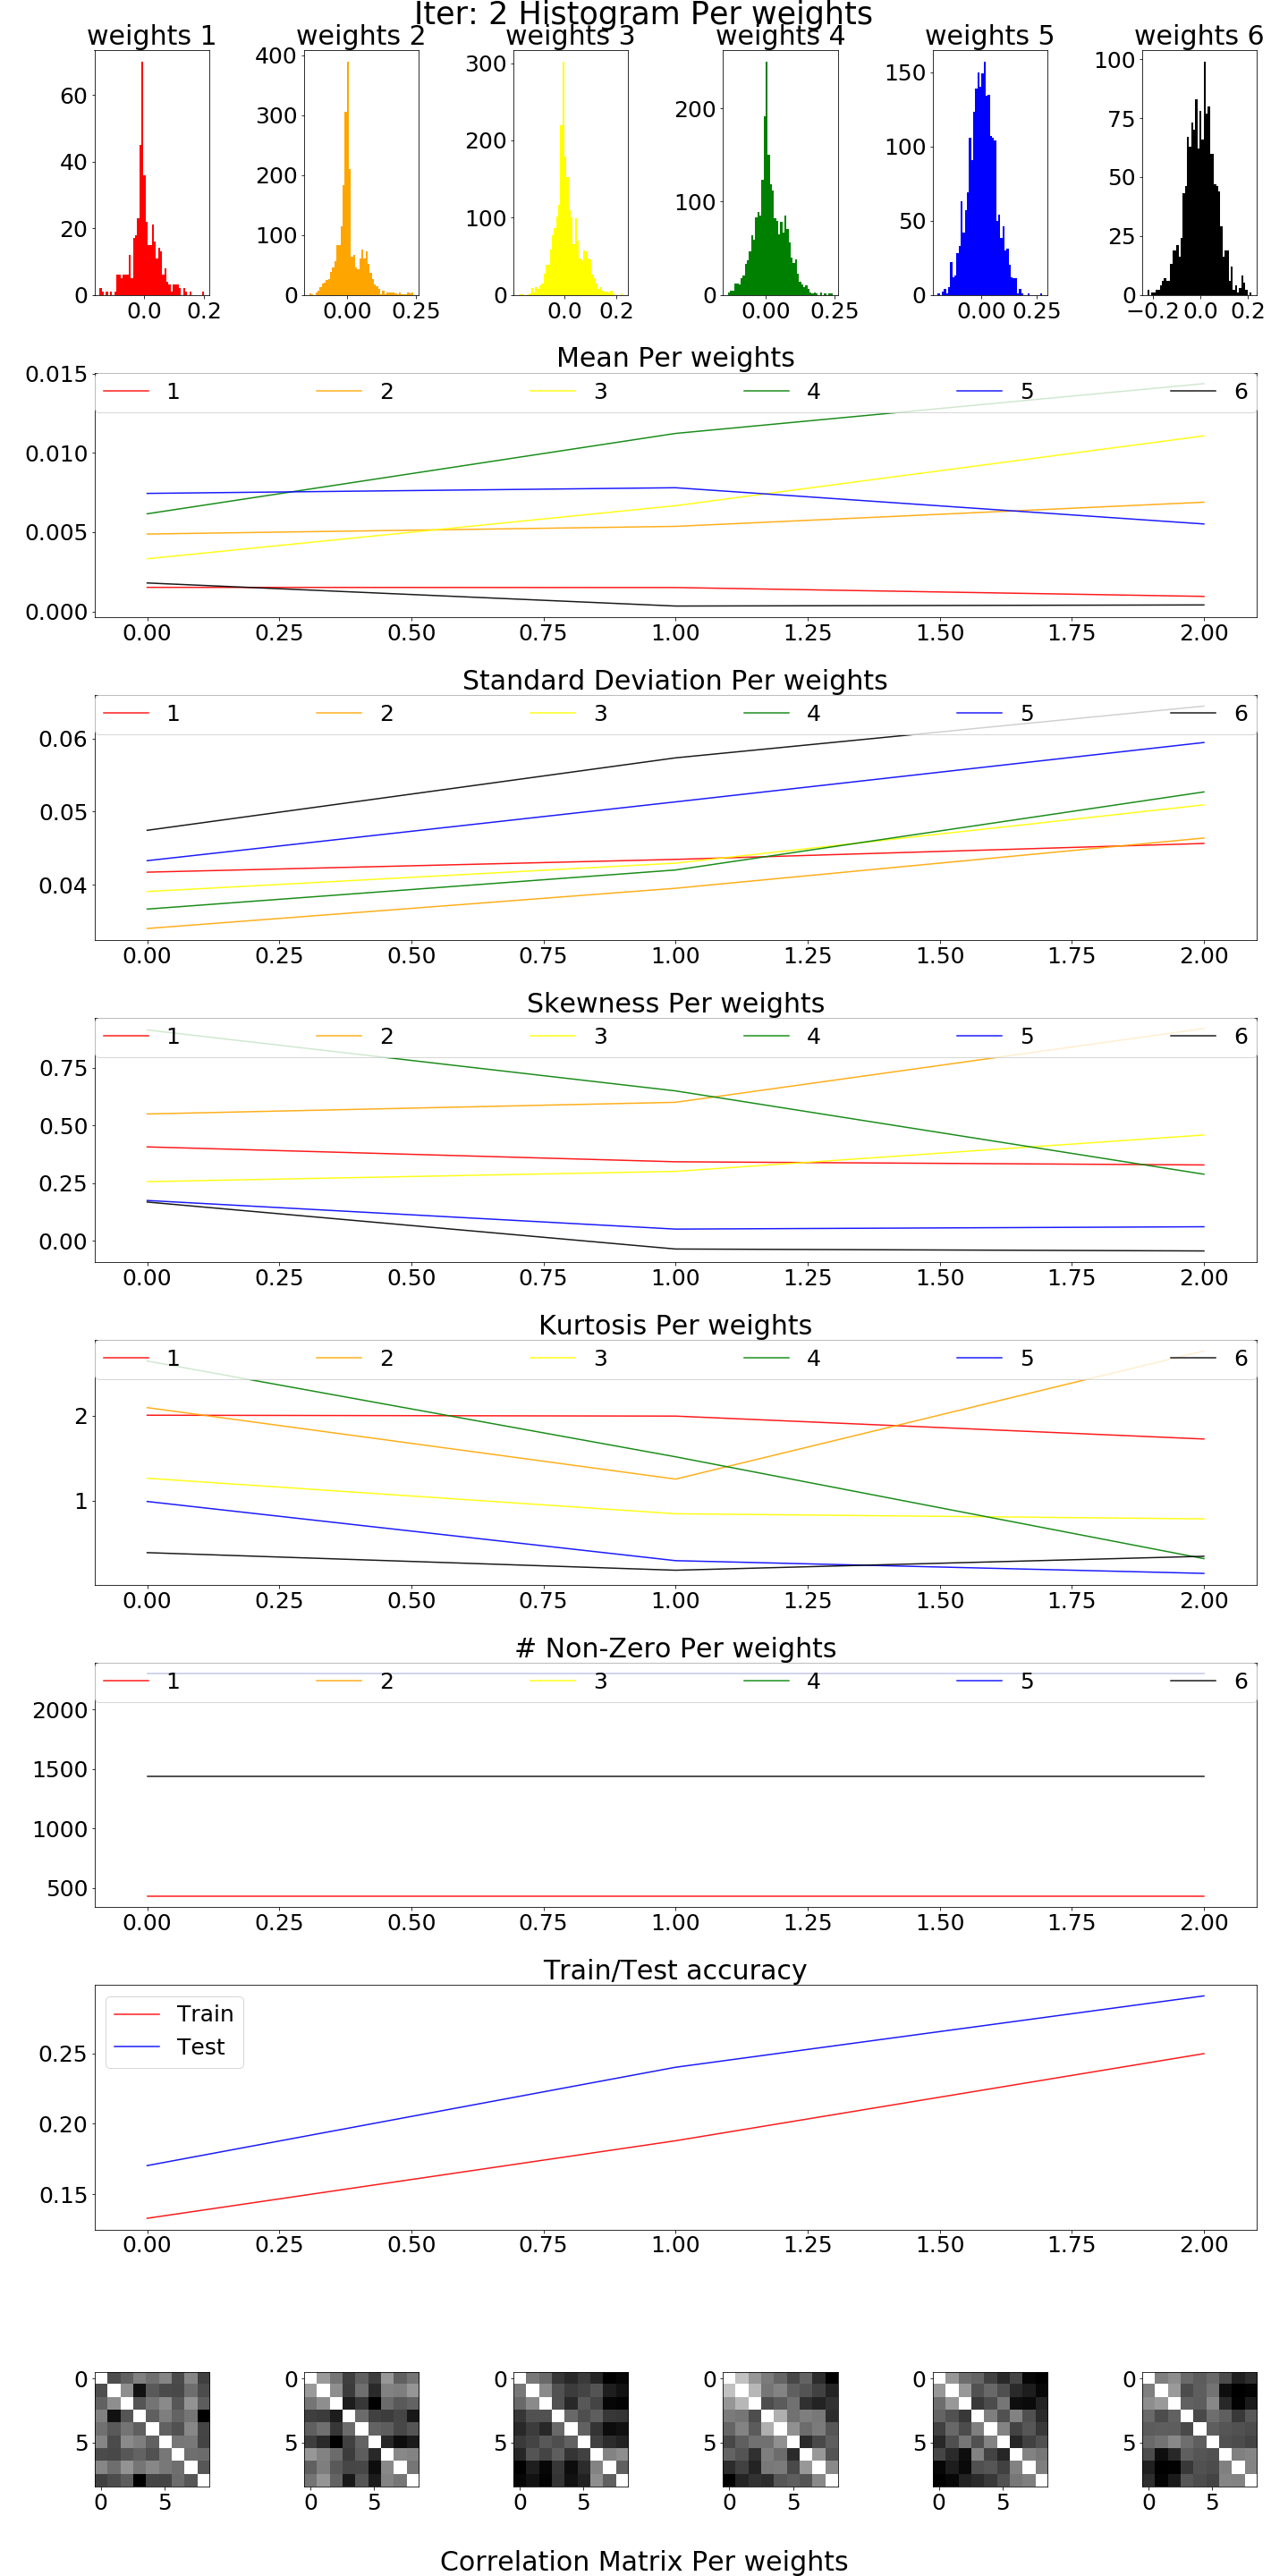 Iter: 2 Histogram Per weights
weights 1 weights 2 weights 3 weights 4 weights 5 weights 6
60 40 20 0
0.0 0.2
400 300 200 100 0
0.00 0.25
300 200 100 0
0.0 0.2
200 100 0
0.00 0.25
150 100 50 0
0.00 0.25
100 75 50 25 0
−0.2 0.0 0.2
Mean Per weights
1 2 3 4 5 6
0.015
0.010
0.005
0.000
0.00 0.25 0.50 0.75 1.00 1.25 1.50 1.75 2.00
Standard Deviation Per weights
1 2 3 4 5 6
0.06
0.05
0.04
0.00 0.25 0.50 0.75 1.00 1.25 1.50 1.75 2.00
Skewness Per weights
1 2 3 4 5 6
0.75
0.50
0.25
0.00
0.00 0.25 0.50 0.75 1.00 1.25 1.50 1.75 2.00
Kurtosis Per weights
1 2 3 4 5 6
2
1
0.00 0.25 0.50 0.75 1.00 1.25 1.50 1.75 2.00
# Non-Zero Per weights
1 2 3 4 5 6
2000
1500
1000
500
0.00 0.25 0.50 0.75 1.00 1.25 1.50 1.75 2.00
Train/Test accuracy
Train
Test
0.25
0.20
0.15
0.00 0.25 0.50 0.75 1.00 1.25 1.50 1.75 2.00
0 0 0 0 0 0
5 5 5 5 5 5
0 5 0 5 0 5 0 5 0 5 0 5
Correlation Matrix Per weights